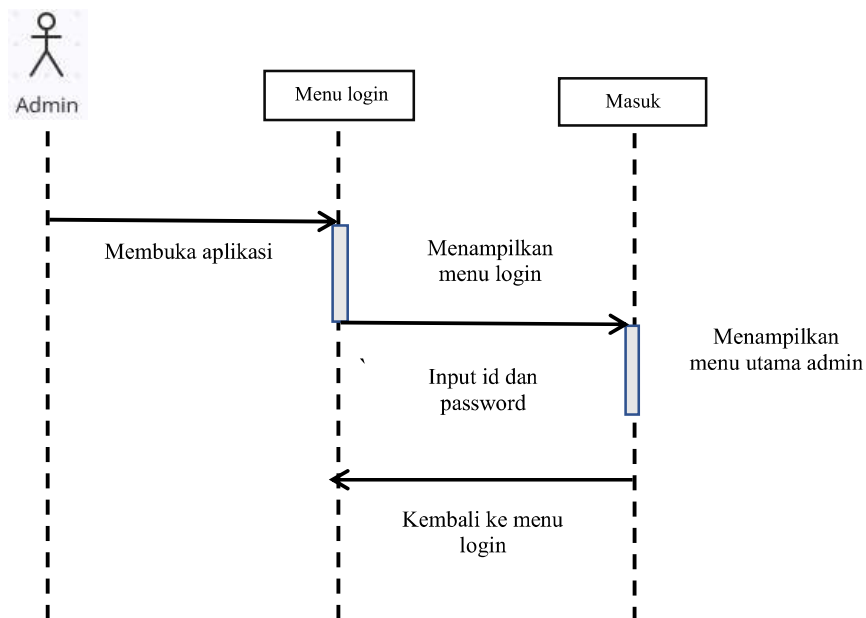 Admin
Menu login
Masuk
Membuka aplikasi
Menampilkan
menu login
Menampilkan
menu utama admin
`
Input id dan
password
Kembali ke menu
login